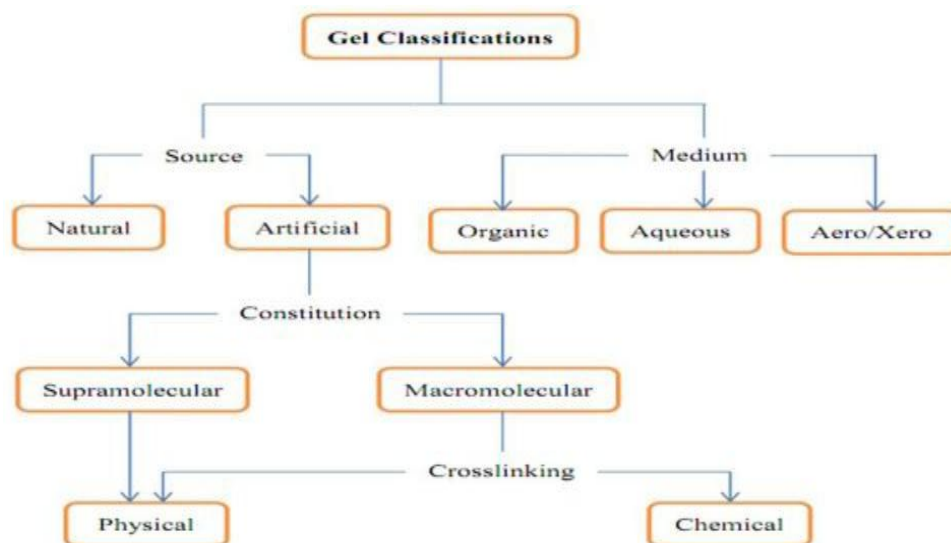 Gel Classifications
Source
Medium
Natural
Artificial
Organic
Aqueous
Aero/Xero
Constitution
Supramolecular
Macromolecular
Crosslinking
Physical
Chemical